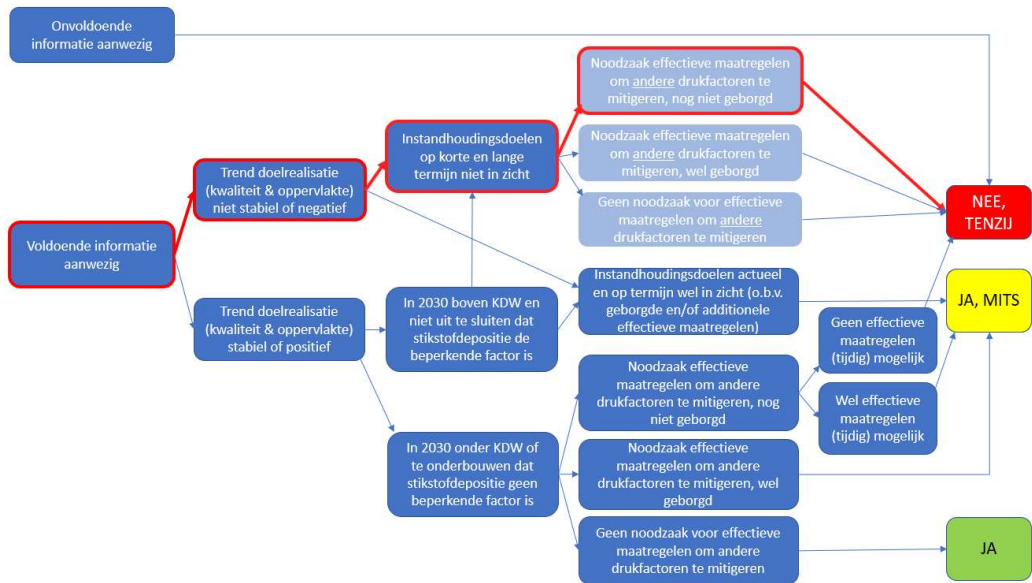 Onvoldoende
informatie aanwezig
Noodzaak effectieve maatregelen
om andere drukfactoren te
mitigeren, nog niet geborgd
Instandhoudingsdoelen
op korte en lange
termijn niet in zicht
Noodzaak effectieve maatregelen
om andere drukfactoren te
mitigeren, wel geborgd
Trend doelrealisatie
(kwaliteit & oppervlakte)
niet stabiel of negatief
Geen noodzaak voor effectieve
maatregelen om andere
drukfactoren te mitigeren
NEE,
TENZIJ
Voldoende informatie
aanwezig
Trend doelrealisatie
(kwaliteit & oppervlakte)
stabiel of positief
In 2030 boven KDW en
niet uit te sluiten dat
stikstofdepositie de
beperkende factor is
Instandhoudingsdoelen actueel
en op termijn wel in zicht (o.b.v.
geborgde en/of additionele
effectieve maatregelen)
JA, MITS
Geen effectieve
maatregelen
(tijdig) mogelijk
Noodzaak effectieve
maatregelen om andere
drukfactoren te mitigeren, nog
niet geborgd
Wel effectieve
maatregelen
(tijdig) mogelijk
In 2030 onder KDW of
te onderbouwen dat
stikstofdepositie geen
beperkende factor is
Noodzaak effectieve
maatregelen om andere
drukfactoren te mitigeren, wel
geborgd
Geen noodzaak voor effectieve
maatregelen om andere
drukfactoren te mitigeren
JA